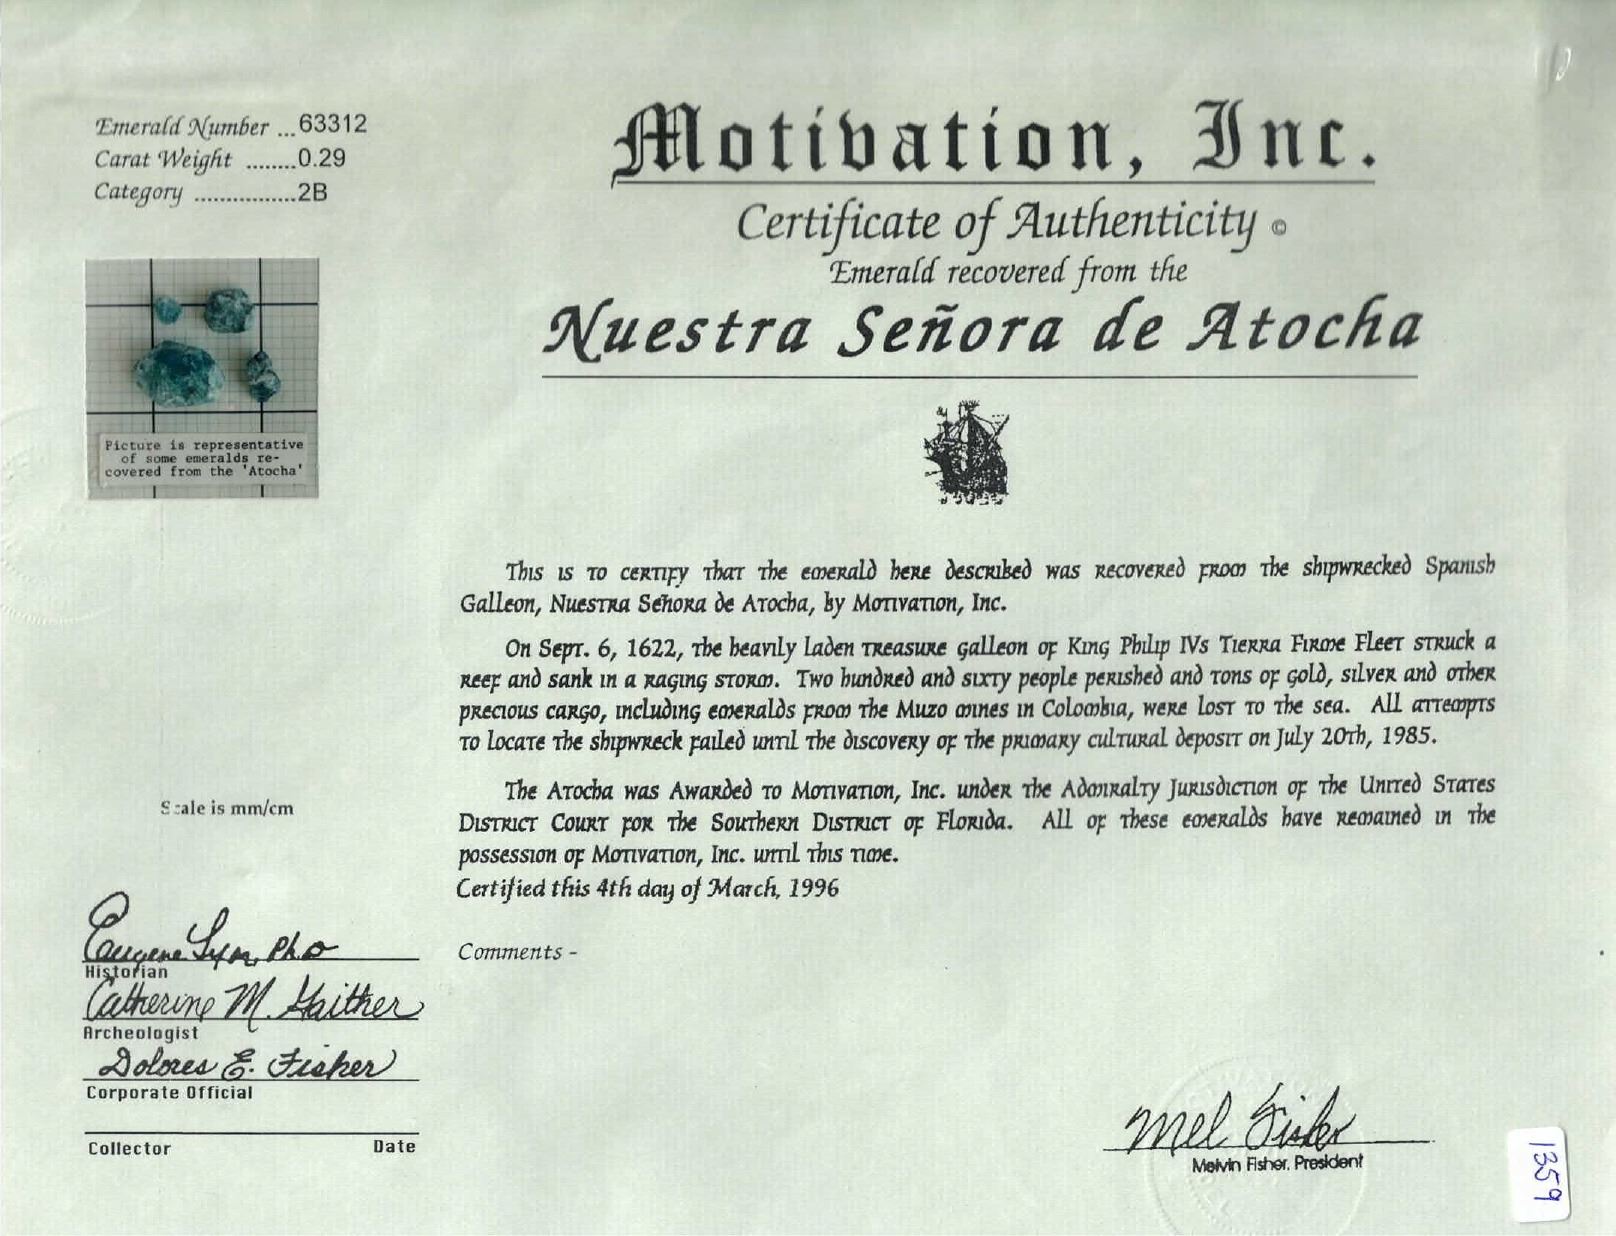 Emerald Number ...63312
Carat Weight ........0.29
Category ................2B
Picture is representative
of some emeralds re-
covered from the 'Atocha'
Scale is mm/cm
Motivation, Inc.
Certificate of Authenticity ©
Emerald recovered from the
Nuestra Señora de Atocha
This is to certify that the emerald here described was recovered from the shipwrecked Spanish
Galleon, Nuestra Señora de Atocha, by Motivation, Inc.
On Sept. 6, 1622, the heavily laden treasure galleon of King Philip IVs Tierra Firme Fleet struck a
reef and sank in a raging storm. Two hundred and sixty people perished and tons of gold, silver and other
precious cargo, including emeralds from the Muzo mines in Colombia, were lost to the sea. All attempts
to locate the shipwreck failed until the discovery of the primary cultural deposit on July 20th, 1985.
The Atocha was Awarded to Motivation, Inc. under the Admiralty Jurisdiction of the United States
District Court for the Southern District of Florida. All of these emeralds have remained in the
possession of Motivation, Inc. until this time.
Certified this 4th day of March, 1996
Comments -
Eugene Lyon, Ph.D
Historian
Catherine M. Gaither
Archeologist
Dolores E. Fisher
Corporate Official
Collector Date
Mel Fisher
Melvin Fisher, President
1359